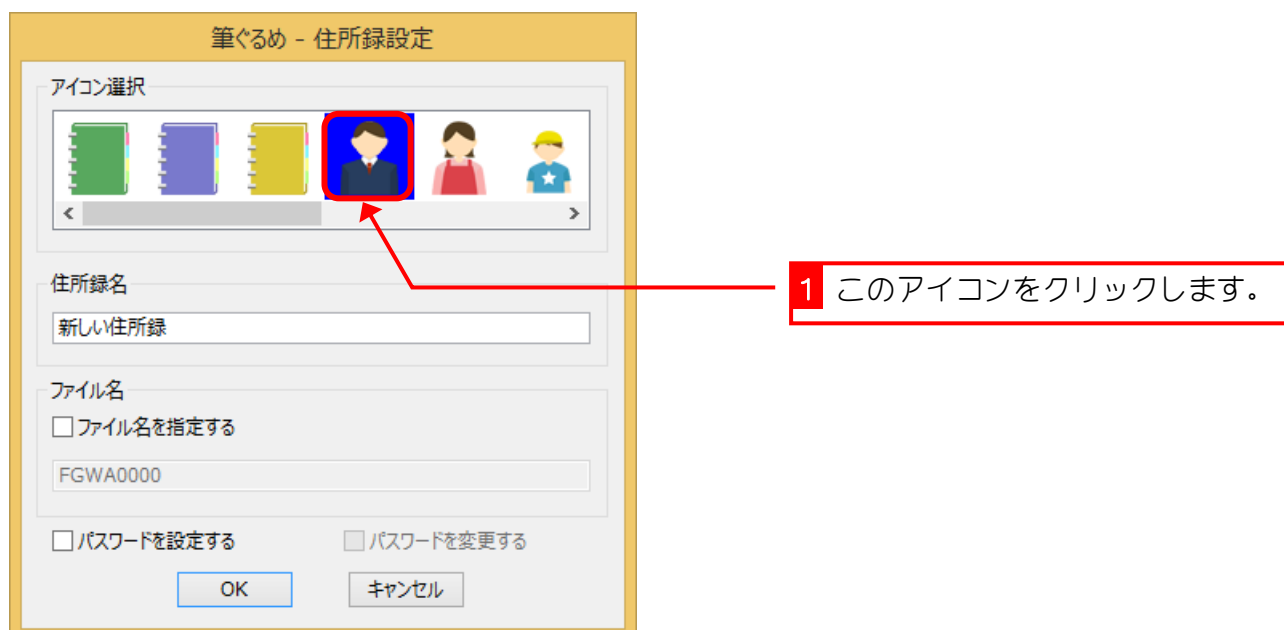 筆ぐるめ - 住所録設定
アイコン選択
住所録名
新しい住所録
1 このアイコンをクリックします。
ファイル名
ファイル名を指定する
FGWA0000
パスワードを設定する パスワードを変更する
OK キャンセル